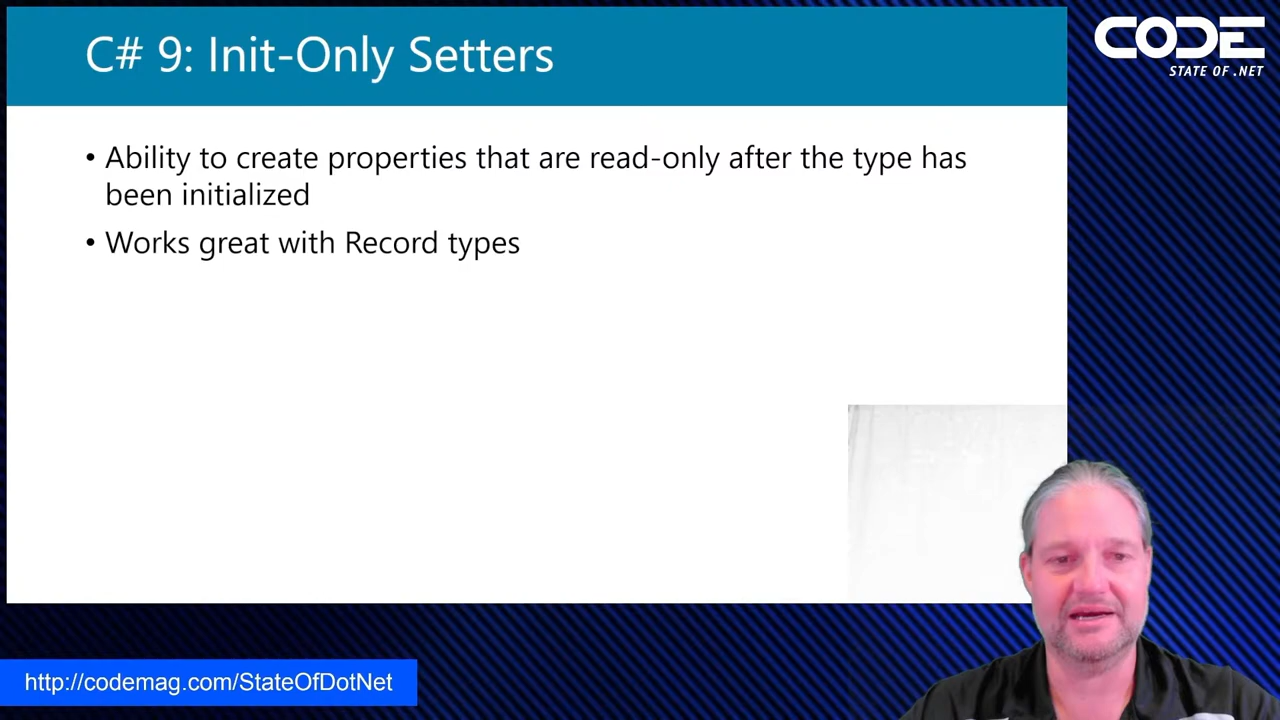 C# 9: Init-Only Setters
CODE
STATE OF .NET
• Ability to create properties that are read-only after the type has
been initialized
• Works great with Record types
http://codemag.com/StateOfDotNet